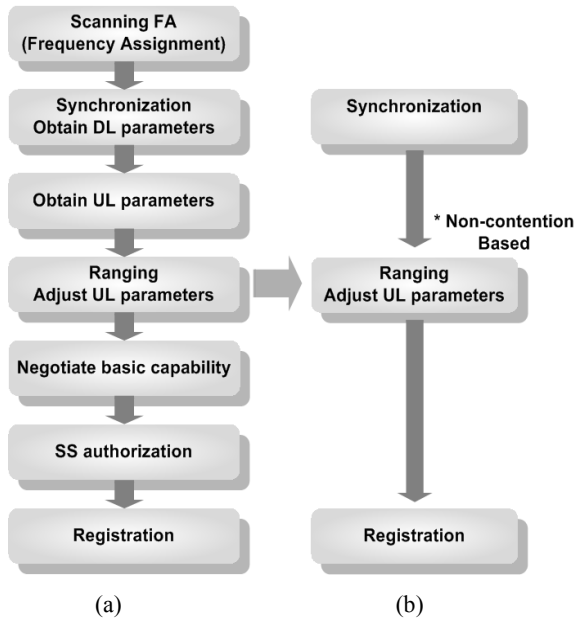 Scanning FA
(Frequency Assignment)
Synchronization
Obtain DL parameters
Obtain UL parameters
Ranging
Adjust UL parameters
Negotiate basic capability
SS authorization
Registration
(a)
Synchronization
* Non-contention
Based
Ranging
Adjust UL parameters
Registration
(b)